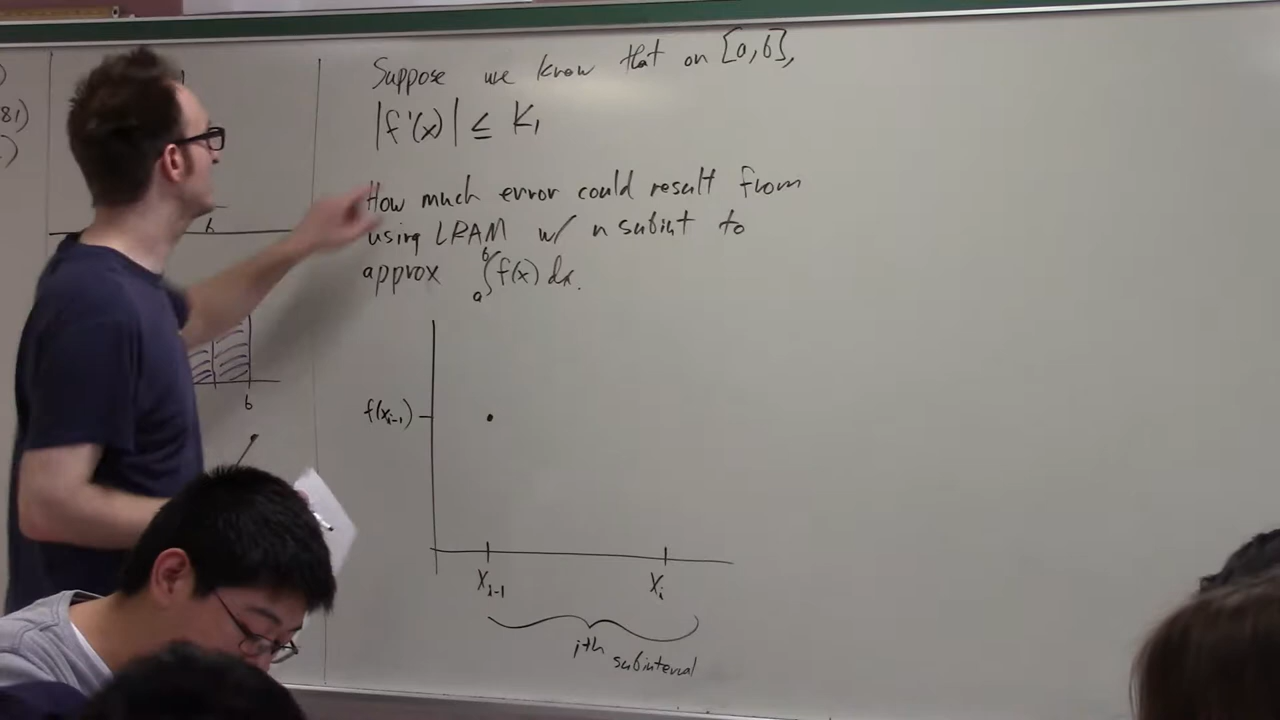 81)
)
b
b
Suppose we know that on [a,b],
|f'(x)| ≤ K₁
How much error could result from
using LRAM w/ n subint to
approx ∫ₐᵇ f(x) dx.
f(xᵢ₋₁)
xᵢ₋₁ xᵢ
ith subinterval